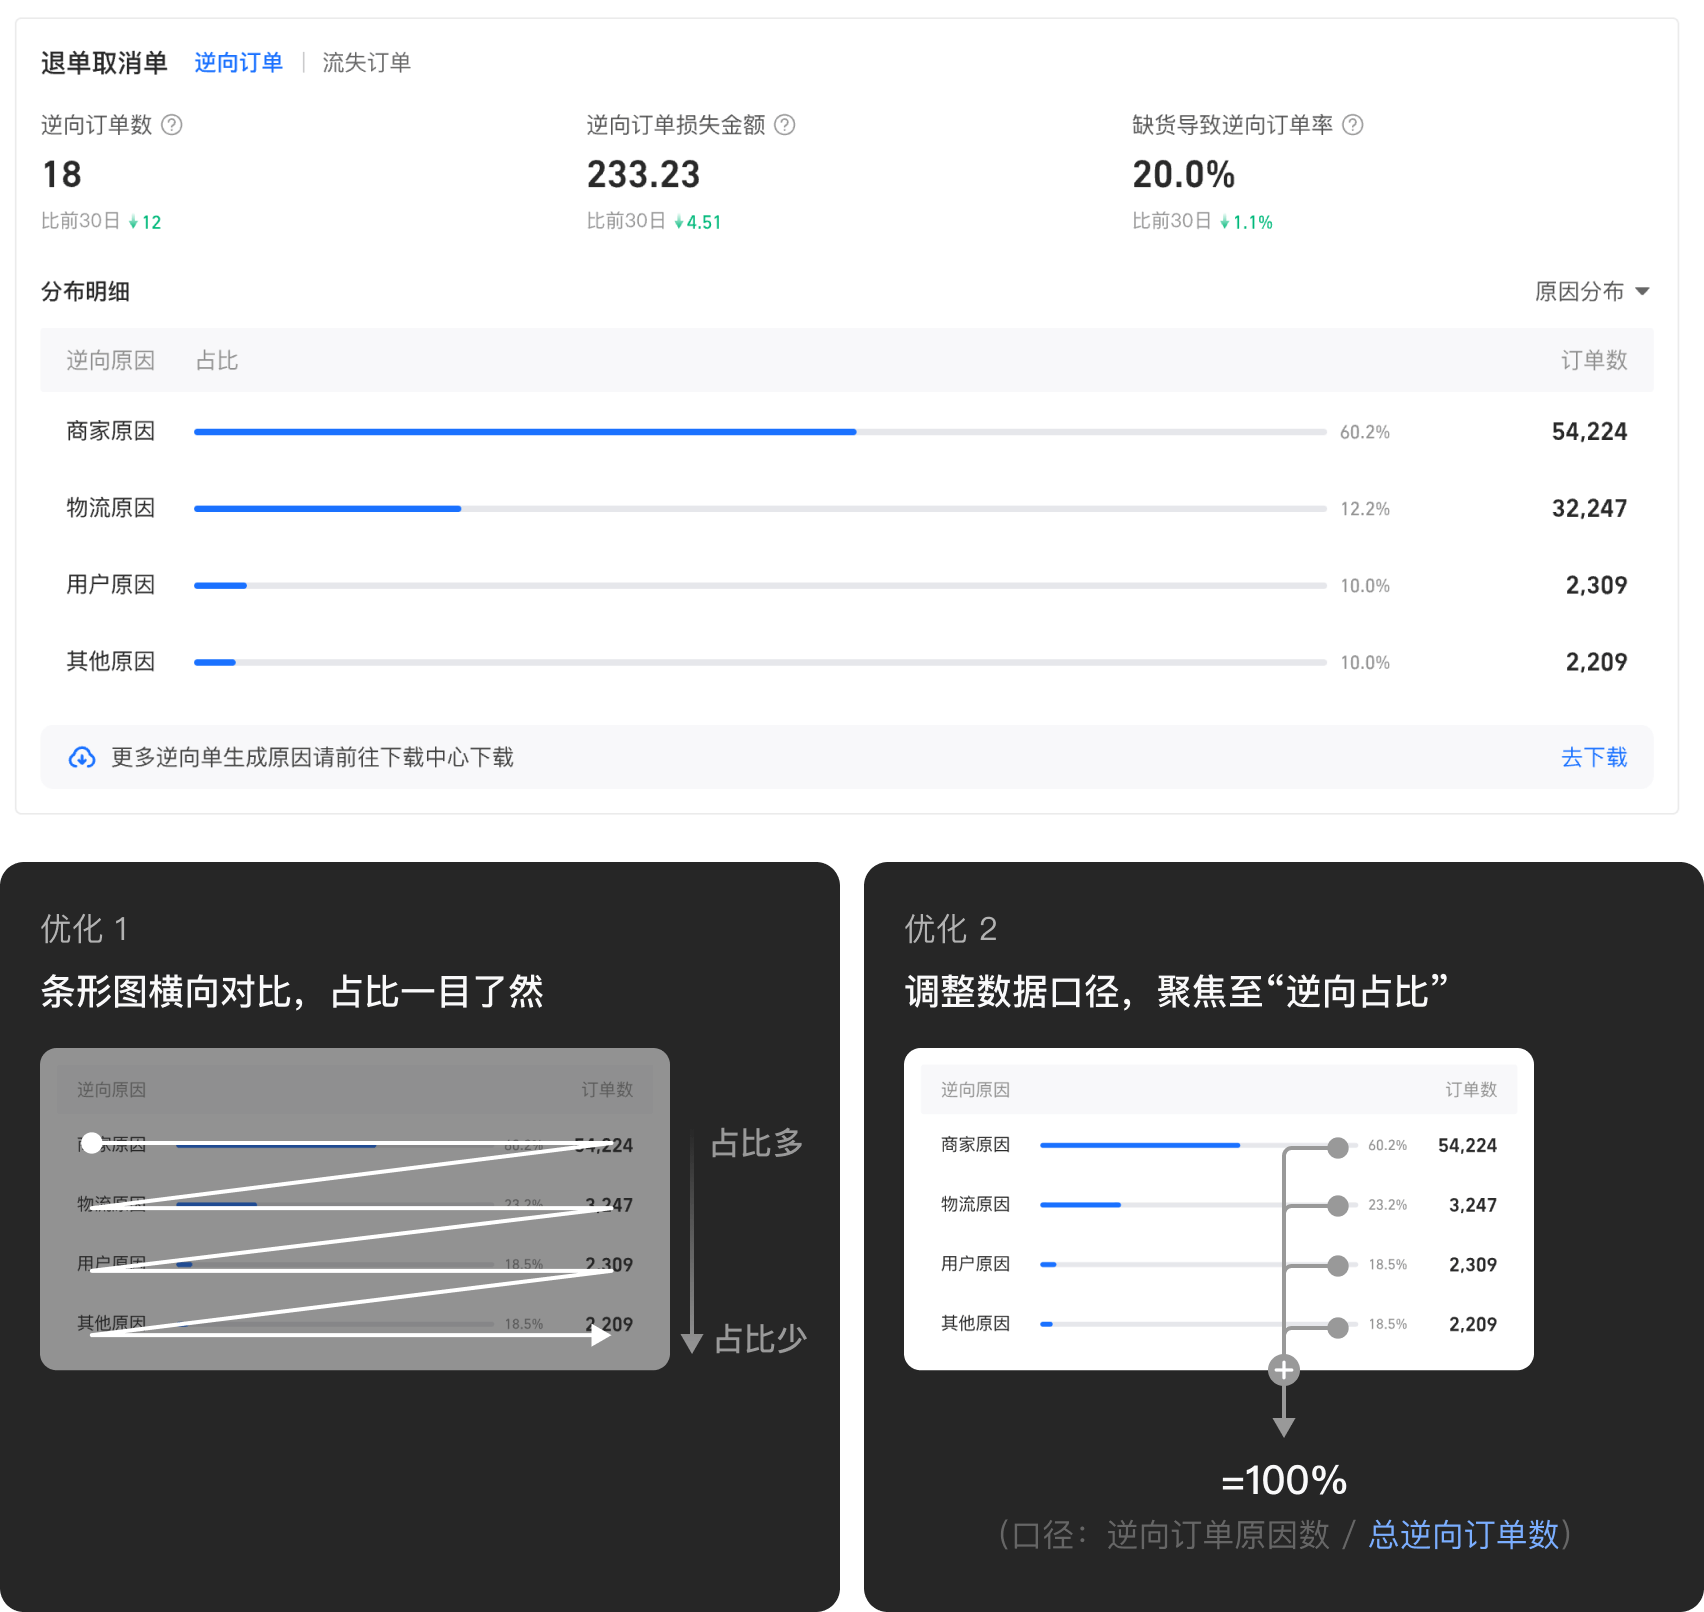 退单取消单 逆向订单 流失订单
逆向订单数 逆向订单损失金额 缺货导致逆向订单率
18 233.23 20.0%
比前30日 12 比前30日 4.51 比前30日 1.1%
分布明细 原因分布
逆向原因 占比 订单数
商家原因 60.2% 54,224
物流原因 12.2% 32,247
用户原因 10.0% 2,309
其他原因 10.0% 2,209
更多逆向单生成原因请前往下载中心下载 去下载
优化 1
条形图横向对比，占比一目了然
逆向原因 订单数
商家原因 60.2% 54,224
物流原因 23.2% 3,247
用户原因 18.5% 2,309
其他原因 18.5% 2,209
占比多
占比少
优化 2
调整数据口径，聚焦至“逆向占比”
逆向原因 订单数
商家原因 60.2% 54,224
物流原因 23.2% 3,247
用户原因 18.5% 2,309
其他原因 18.5% 2,209
=100%
（口径：逆向订单原因数 / 总逆向订单数）